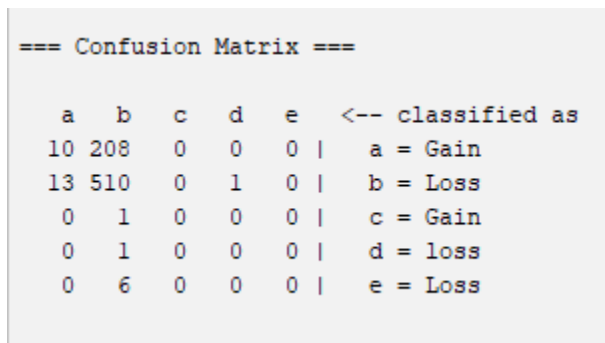 === Confusion Matrix ===
a b c d e <-- classified as
10 208 0 0 0 | a = Gain
13 510 0 1 0 | b = Loss
0 1 0 0 0 | c = Gain
0 1 0 0 0 | d = loss
0 6 0 0 0 | e = Loss